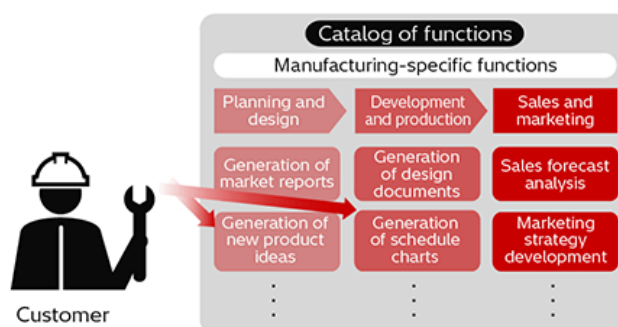 Catalog of functions
Manufacturing-specific functions
Planning and
design
Development
and production
Sales and
marketing
Generation of
market reports
Generation
of design
documents
Sales forecast
analysis
Generation of
new product
ideas
Generation
of schedule
charts
Marketing
strategy
development
Customer